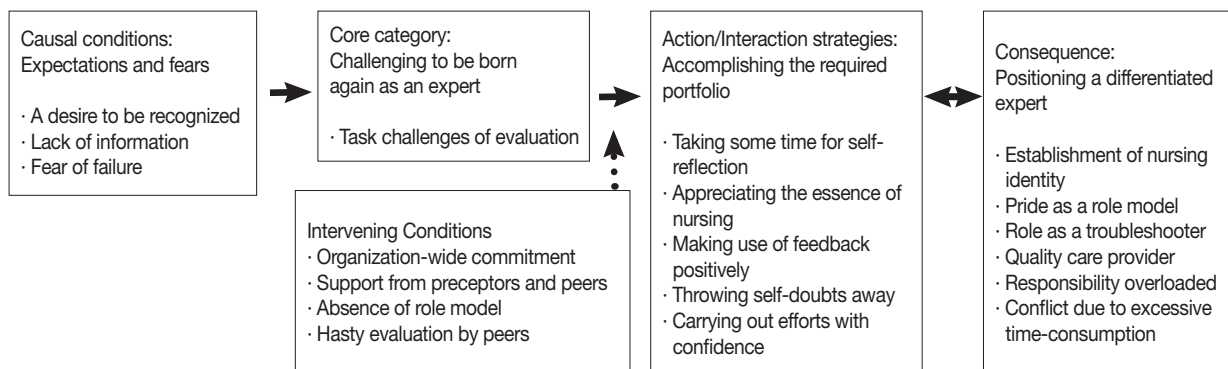 Causal conditions:
Expectations and fears
· A desire to be recognized
· Lack of information
· Fear of failure
Core category:
Challenging to be born
again as an expert
· Task challenges of evaluation
Intervening Conditions
· Organization-wide commitment
· Support from preceptors and peers
· Absence of role model
· Hasty evaluation by peers
Action/Interaction strategies:
Accomplishing the required
portfolio
· Taking some time for self-
reflection
· Appreciating the essence of
nursing
· Making use of feedback
positively
· Throwing self-doubts away
· Carrying out efforts with
confidence
Consequence:
Positioning a differentiated
expert
· Establishment of nursing
identity
· Pride as a role model
· Role as a troubleshooter
· Quality care provider
· Responsibility overloaded
· Conflict due to excessive
time-consumption